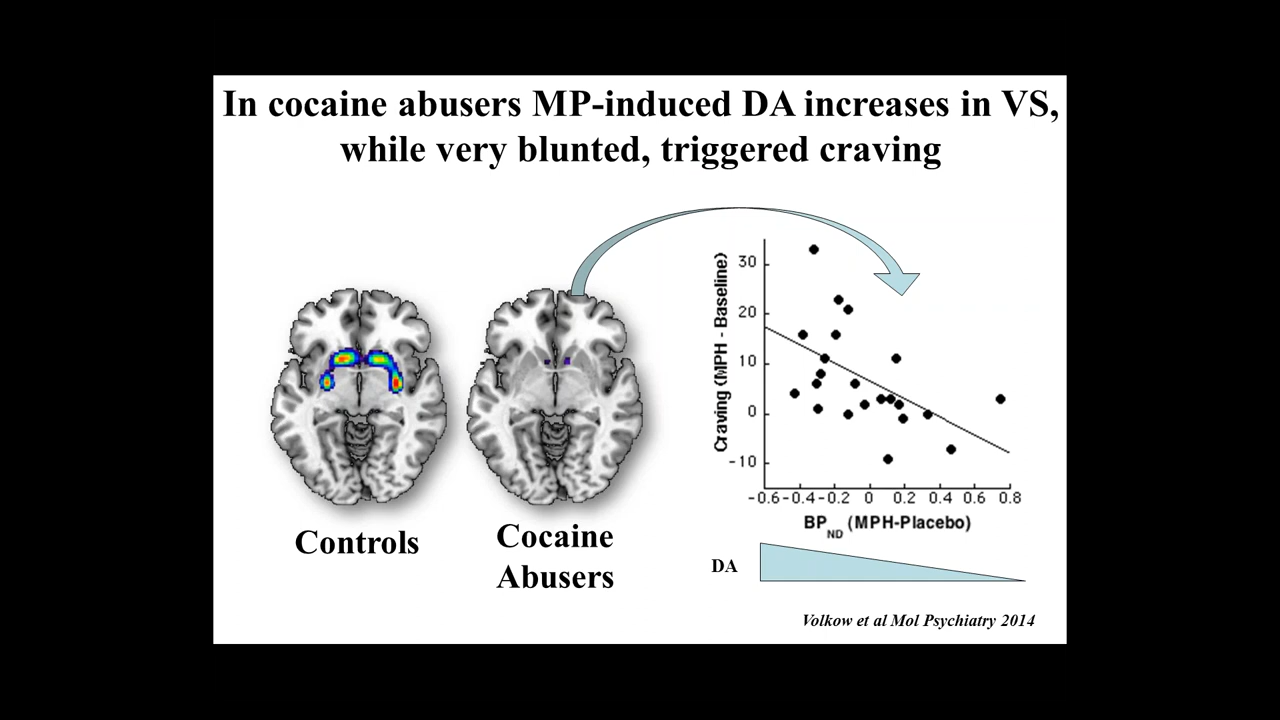 In cocaine abusers MP-induced DA increases in VS,
while very blunted, triggered craving
Controls
Cocaine
Abusers
Craving (MPH - Baseline)
30
20
10
0
-10
-0.6 -0.4 -0.2 0 0.2 0.4 0.6 0.8
BPND (MPH-Placebo)
DA
Volkow et al Mol Psychiatry 2014